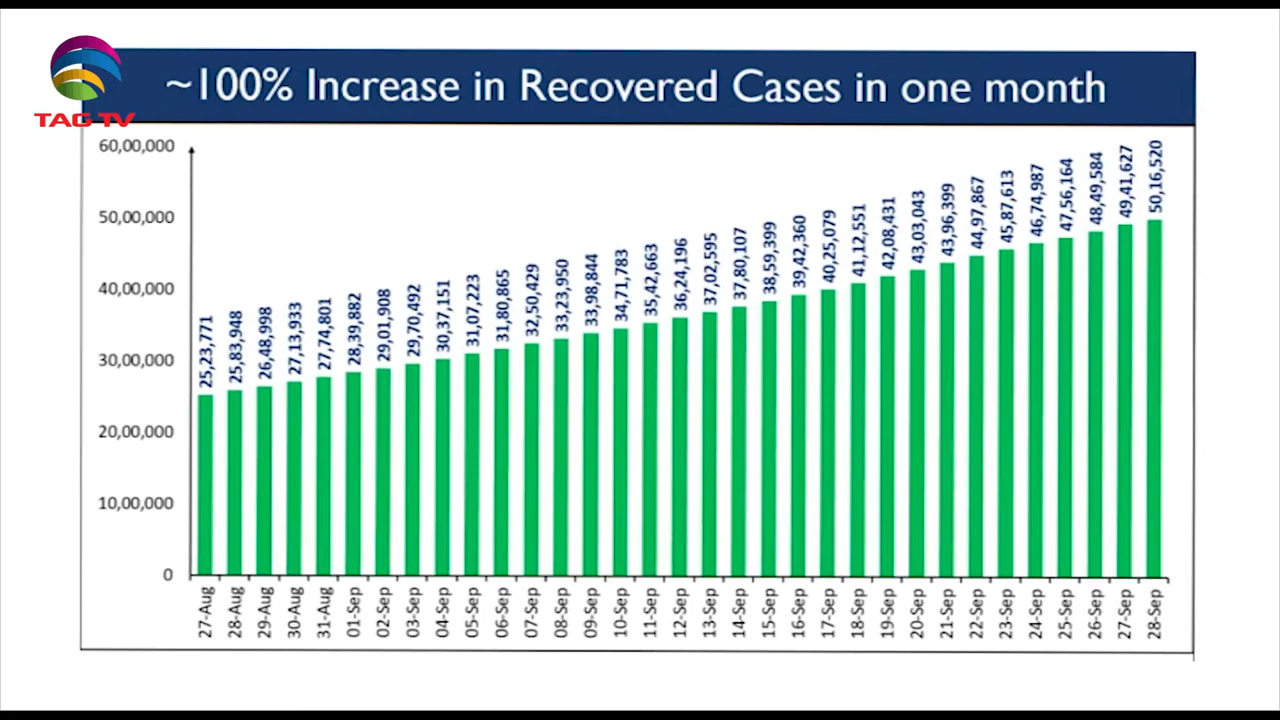 TAG TV
~100% Increase in Recovered Cases in one month
60,00,000
50,00,000
40,00,000
30,00,000
20,00,000
10,00,000
0
25,23,771
25,83,948
26,48,998
27,13,933
27,74,801
28,39,882
29,01,908
29,70,492
30,37,151
31,07,223
31,80,865
32,50,429
33,23,950
33,98,844
34,71,783
35,42,663
36,24,196
37,02,595
37,80,107
38,59,399
39,42,360
40,25,079
41,12,551
42,08,431
43,03,043
43,96,399
44,97,867
45,87,613
46,74,987
47,56,164
48,49,584
49,41,627
50,16,520
27-Aug
28-Aug
29-Aug
30-Aug
31-Aug
01-Sep
02-Sep
03-Sep
04-Sep
05-Sep
06-Sep
07-Sep
08-Sep
09-Sep
10-Sep
11-Sep
12-Sep
13-Sep
14-Sep
15-Sep
16-Sep
17-Sep
18-Sep
19-Sep
20-Sep
21-Sep
22-Sep
23-Sep
24-Sep
25-Sep
26-Sep
27-Sep
28-Sep